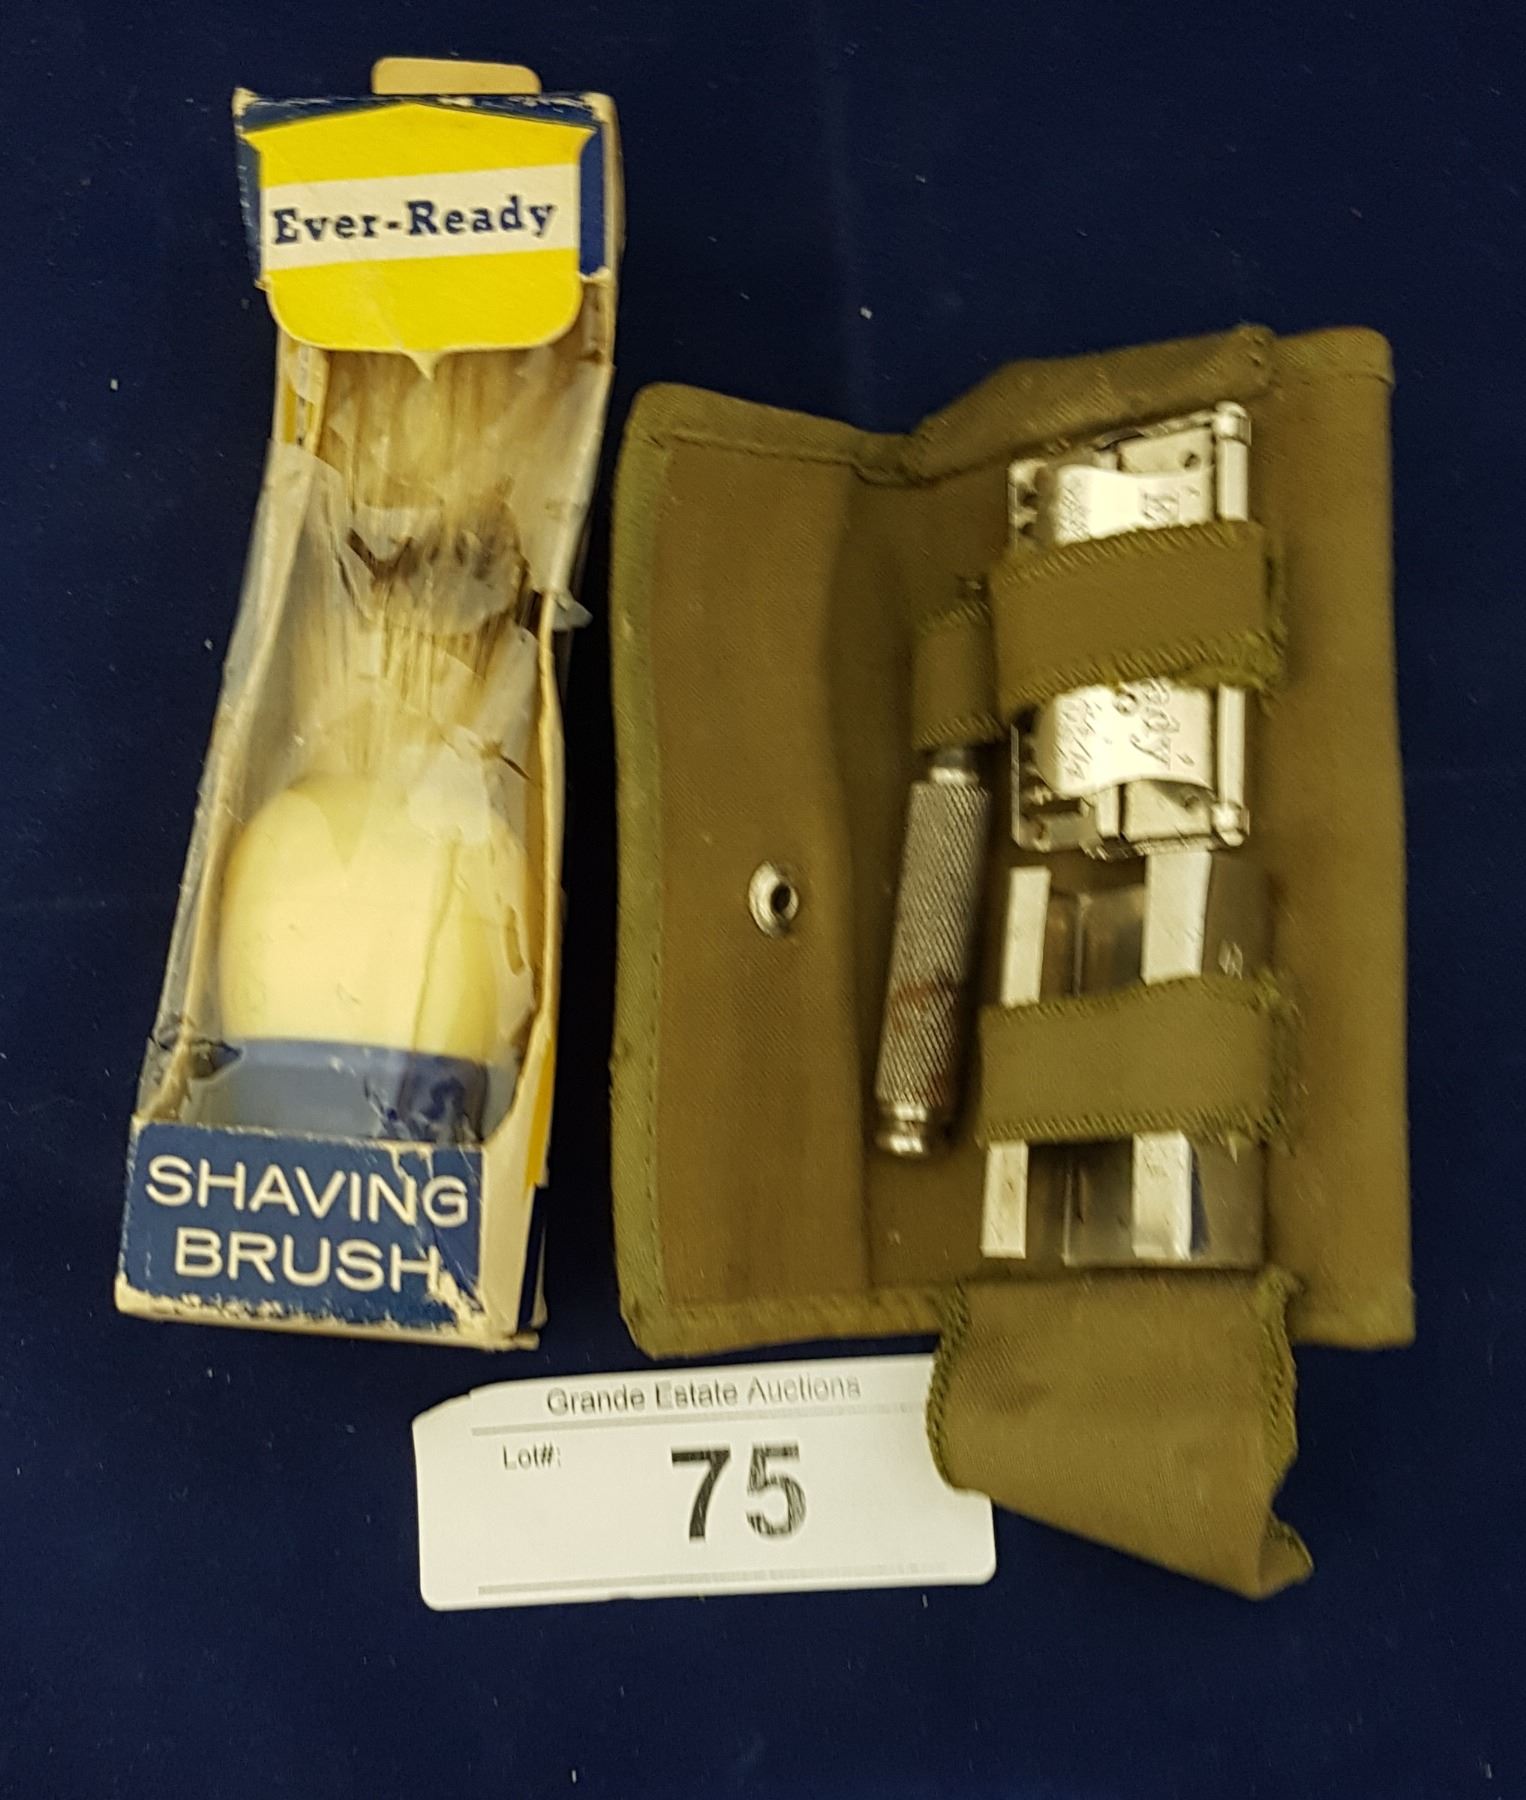 Ever-Ready
SHAVING
BRUSH
Grande Estate Auctions
Lot#:
75